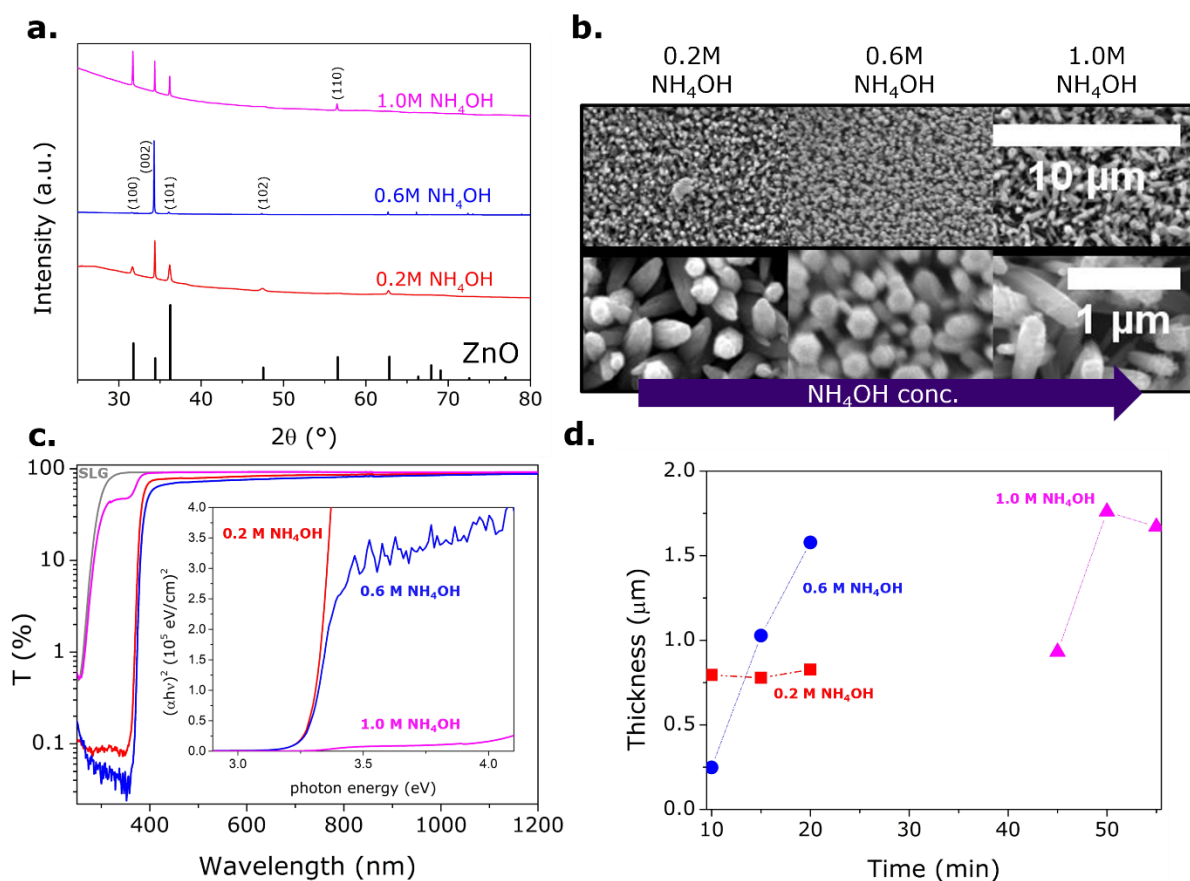 a.
Intensity (a.u.)
1.0M NH₄OH
(110)
0.6M NH₄OH
(100)
(002)
(101)
(102)
0.2M NH₄OH
ZnO
30 40 50 60 70 80
2θ (°)
b.
0.2M
NH₄OH
0.6M
NH₄OH
1.0M
NH₄OH
10 µm
1 µm
NH₄OH conc.
c.
T (%)
100
10
1
0.1
SLG
(αhν)² (10⁵ eV/cm)²
4.0
3.5
3.0
2.5
2.0
1.5
1.0
0.5
0.0
0.2 M NH₄OH
0.6 M NH₄OH
1.0 M NH₄OH
3.0 3.5 4.0
photon energy (eV)
400 600 800 1000 1200
Wavelength (nm)
d.
Thickness (µm)
2.0
1.5
1.0
0.5
0.0
1.0 M NH₄OH
0.6 M NH₄OH
0.2 M NH₄OH
10 20 30 40 50
Time (min)